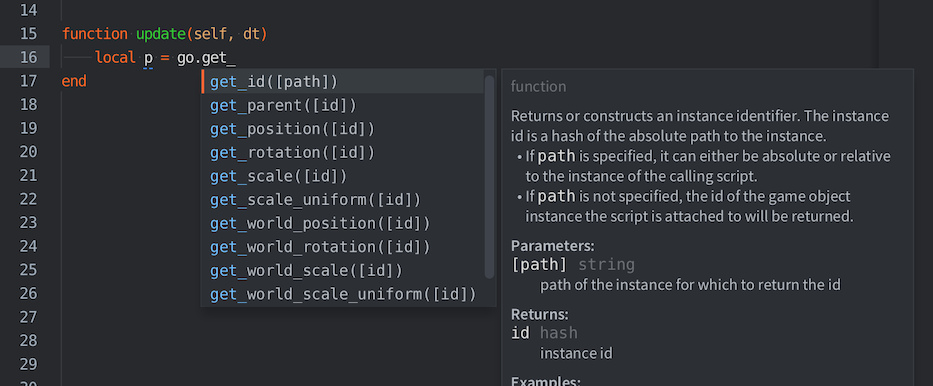 14
15 function update(self, dt)
16 local p = go.get_
17 end
18
19
20
21
22
23
24
25
26
27
28
29
30
get_id([path])
get_parent([id])
get_position([id])
get_rotation([id])
get_scale([id])
get_scale_uniform([id])
get_world_position([id])
get_world_rotation([id])
get_world_scale([id])
get_world_scale_uniform([id])
function
Returns or constructs an instance identifier. The instance
id is a hash of the absolute path to the instance.
• If path is specified, it can either be absolute or relative
to the instance of the calling script.
• If path is not specified, the id of the game object
instance the script is attached to will be returned.
Parameters:
[path] string
path of the instance for which to return the id
Returns:
id hash
instance id
Examples: